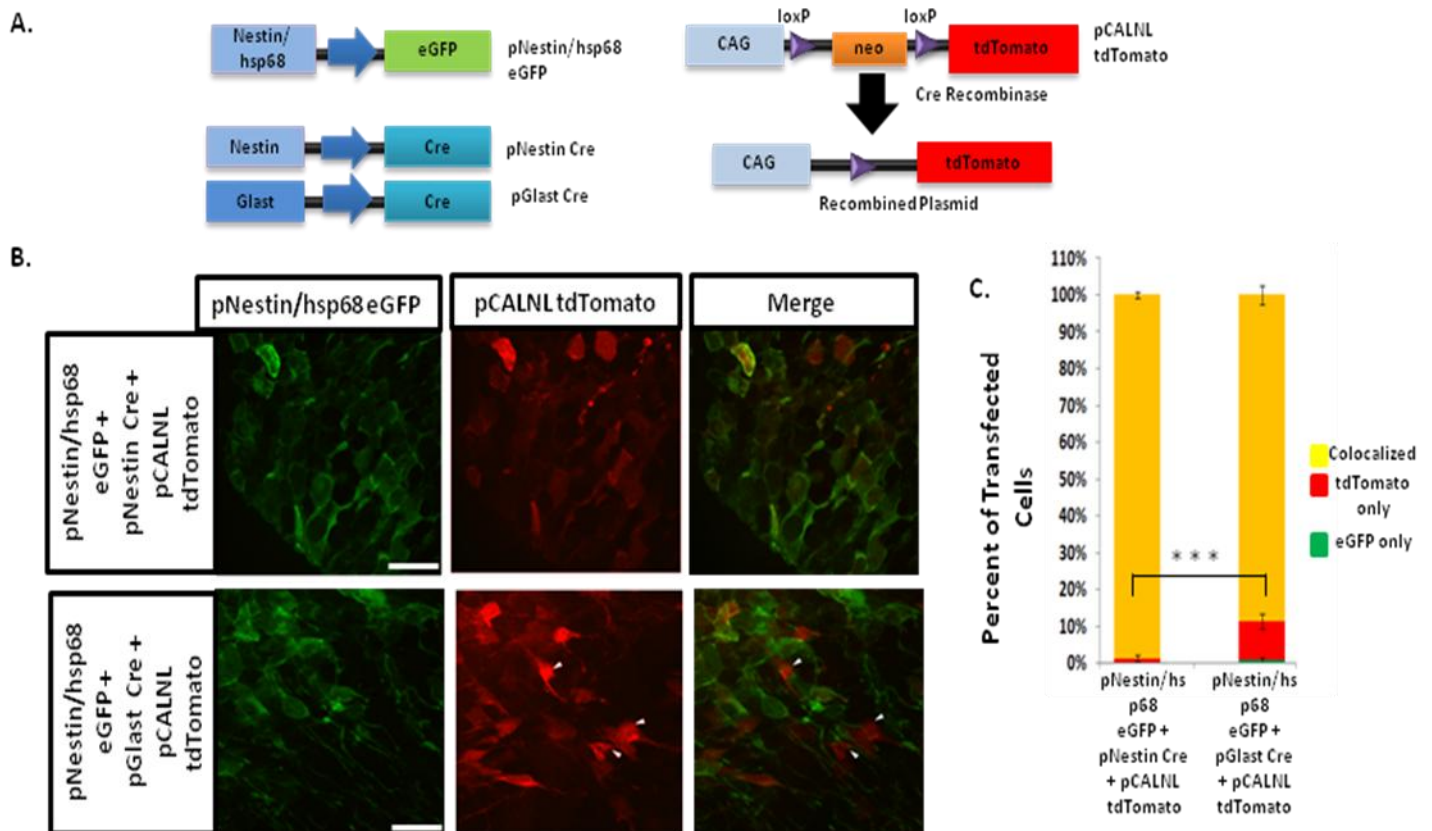 A.
Nestin/
hsp68
eGFP
pNestin/hsp68
eGFP
Nestin
Cre
pNestin Cre
Glast
Cre
pGlast Cre
loxP
loxP
CAG
neo
tdTomato
pCALNL
tdTomato
Cre Recombinase
CAG
tdTomato
Recombined Plasmid
B.
pNestin/hsp68 eGFP
pCALNL tdTomato
Merge
pNestin/hsp68
eGFP +
pNestin Cre +
pCALNL
tdTomato
pNestin/hsp68
eGFP +
pGlast Cre +
pCALNL
tdTomato
C.
Percent of Transfected
Cells
110%
100%
90%
80%
70%
60%
50%
40%
30%
20%
10%
0%
* * *
pNestin/hs
p68
eGFP +
pNestin Cre
+ pCALNL
tdTomato
pNestin/hs
p68
eGFP +
pGlast Cre
+ pCALNL
tdTomato
Colocalized
tdTomato
only
eGFP only